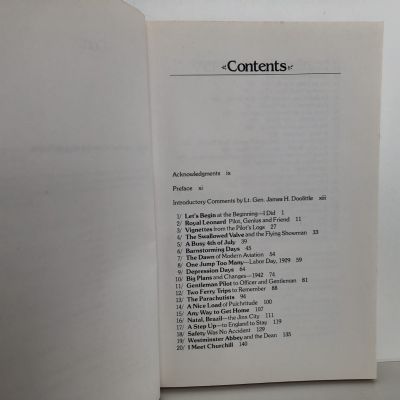 Contents
Acknowledgments ix
Preface xi
Introductory Comments by Lt. Gen. James H. Doolittle xiii
1/ Let's Begin at the Beginning—I Did 1
2/ Royal Leonard Pilot, Genius and Friend 11
3/ Vignettes from the Pilot's Logs 27
4/ The Swallowed Valve and the Flying Showman 33
5/ A Busy 4th of July 39
6/ Barnstorming Days 45
7/ The Dawn of Modern Aviation 54
8/ One Jump Too Many—Labor Day, 1929 59
9/ Depression Days 64
10/ Big Plans and Changes—1942 74
11/ Gentleman Pilot to Officer and Gentleman 81
12/ Two Ferry Trips to Remember 88
13/ The Parachutists 94
14/ A Nice Load of Pulchritude 100
15/ Any Way to Get Home 107
16/ Natal, Brazil—the Jinx City 111
17/ A Step Up—to England to Stay 119
18/ Safety Was No Accident 129
19/ Westminster Abbey and the Dean 135
20/ I Meet Churchill 140